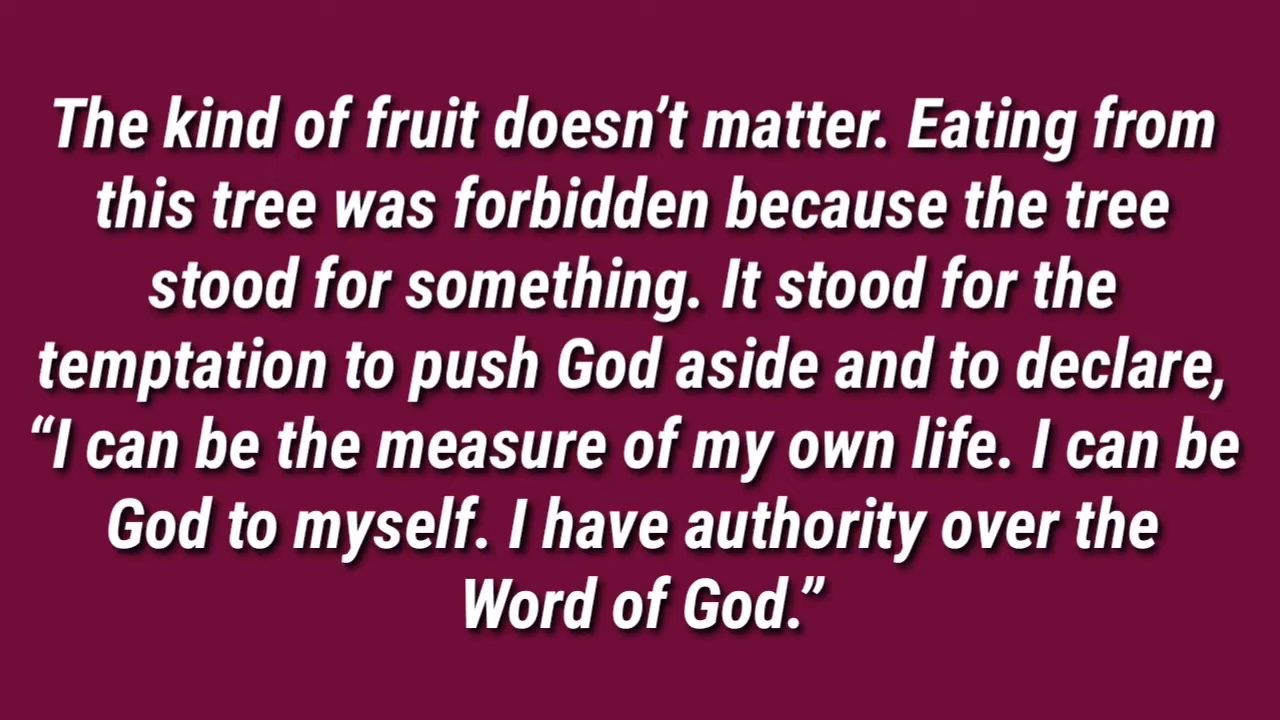 The kind of fruit doesn’t matter. Eating from
this tree was forbidden because the tree
stood for something. It stood for the
temptation to push God aside and to declare,
“I can be the measure of my own life. I can be
God to myself. I have authority over the
Word of God.”